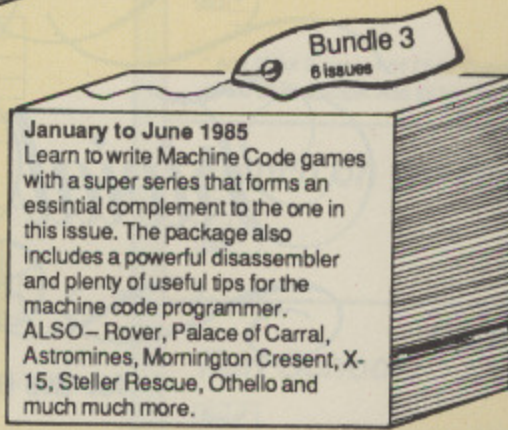 Bundle 3
6 issues
January to June 1985
Learn to write Machine Code games
with a super series that forms an
essintial complement to the one in
this issue. The package also
includes a powerful disassembler
and plenty of useful tips for the
machine code programmer.
ALSO – Rover, Palace of Carral,
Astromines, Mornington Cresent, X-
15, Steller Rescue, Othello and
much much more.